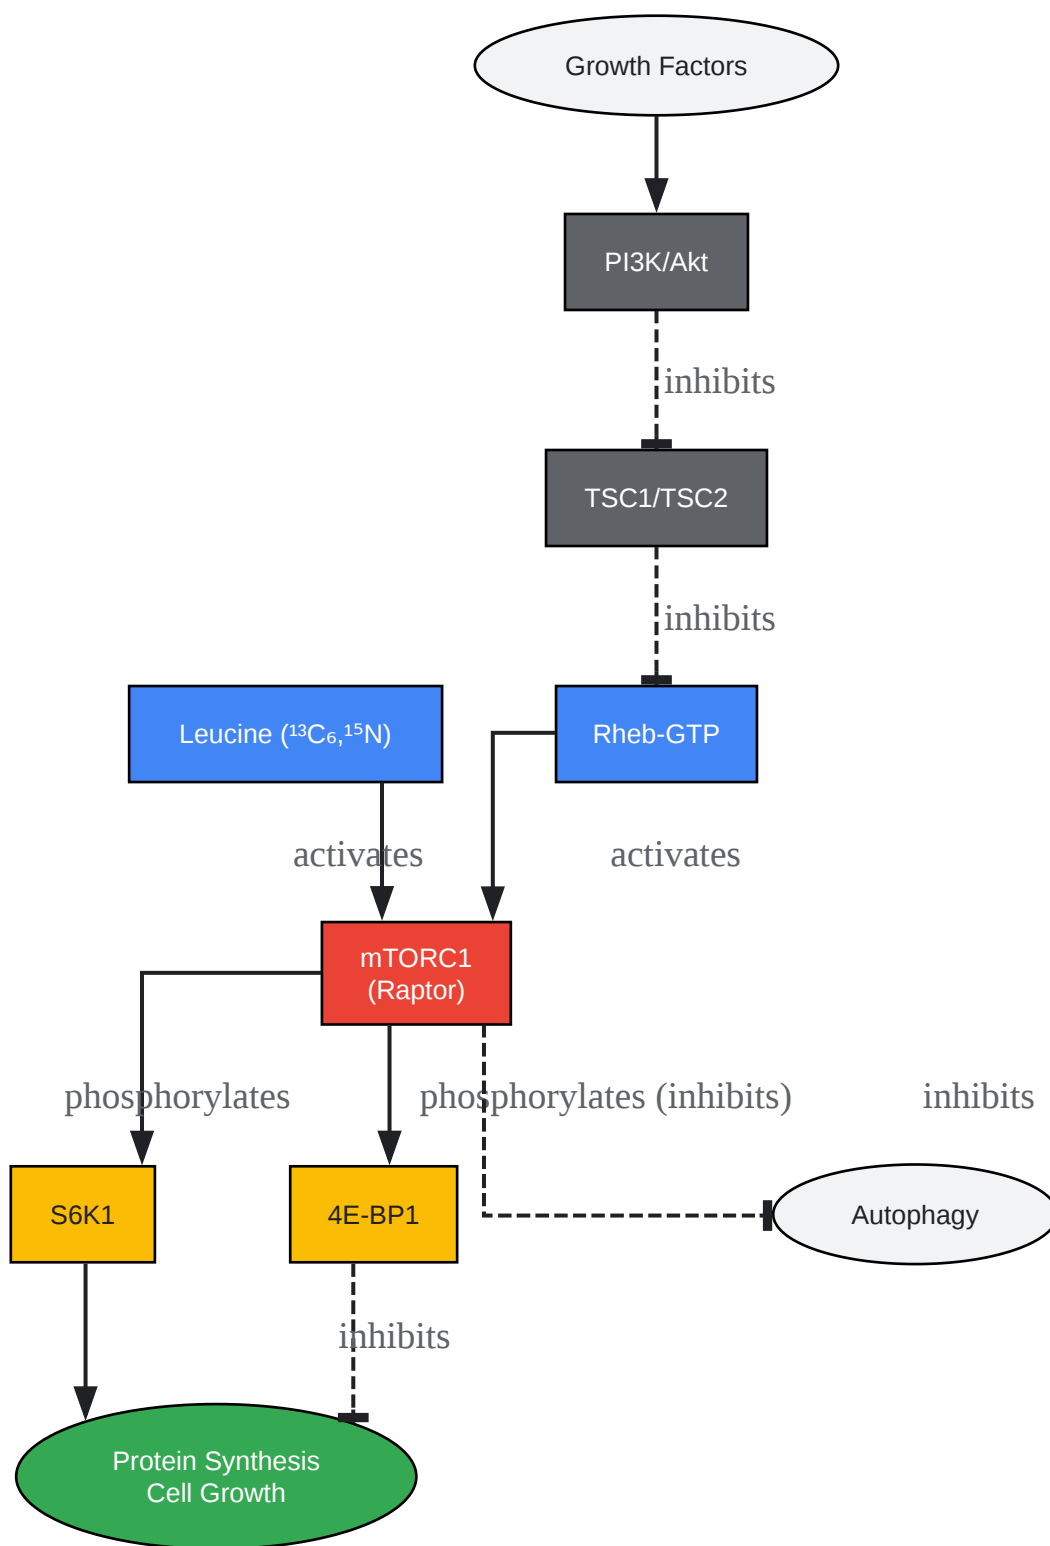 Growth Factors
PI3K/Akt
inhibits
TSC1/TSC2
inhibits
Leucine (¹³C₆,¹⁵N)
Rheb-GTP
activates
activates
mTORC1
(Raptor)
phosphorylates
phosphorylates (inhibits)
inhibits
S6K1
4E-BP1
Autophagy
inhibits
Protein Synthesis
Cell Growth